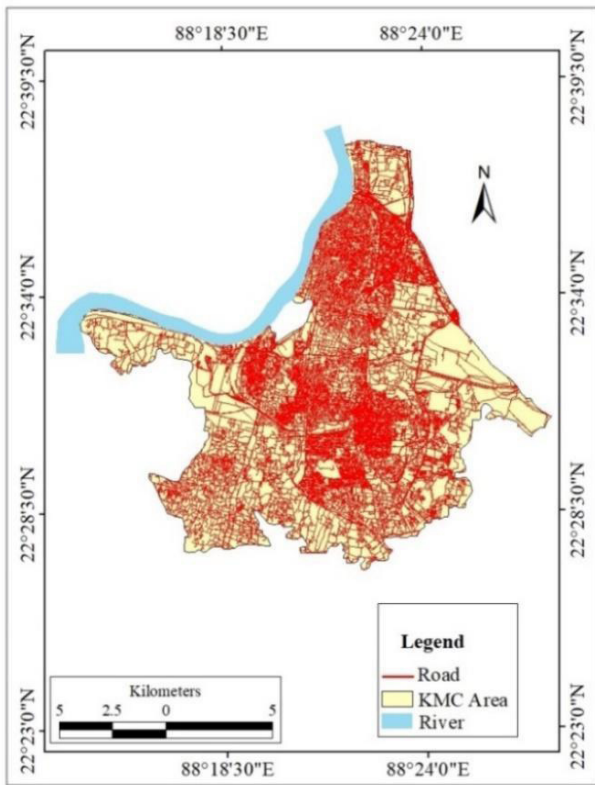 88°18'30"E 88°24'0"E
22°39'30"N 22°39'30"N
N
22°34'0"N 22°34'0"N
22°28'30"N 22°28'30"N
Legend
Road
KMC Area
River
Kilometers
5 2.5 0 5
22°23'0"N 22°23'0"N
88°18'30"E 88°24'0"E